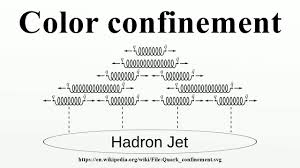 Color confinement
Hadron Jet
https://en.wikipedia.org/wiki/File:Quark_confinement.svg